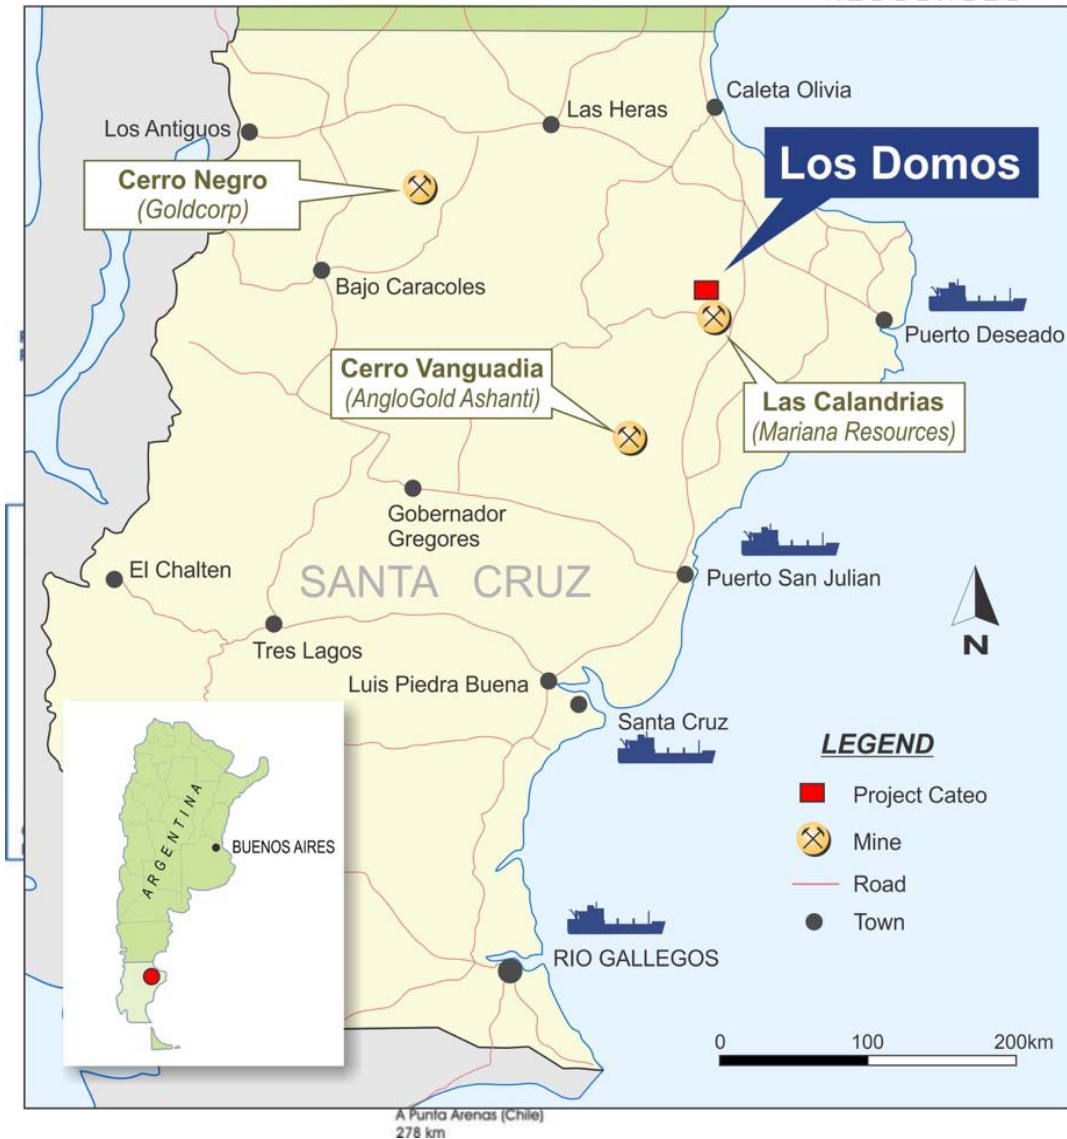 Caleta Olivia
Las Heras
Los Antiguos
Los Domos
Cerro Negro
(Goldcorp)
Bajo Caracoles
Puerto Deseado
Cerro Vanguadia
(AngloGold Ashanti)
Las Calandrias
(Mariana Resources)
Gobernador
Gregores
El Chalten
SANTA CRUZ
Puerto San Julian
Tres Lagos
N
Luis Piedra Buena
Santa Cruz
LEGEND
Project Cateo
Mine
Road
Town
ARGENTINA
BUENOS AIRES
RIO GALLEGOS
0 100 200km
A Punta Arenas (Chile)
278 km